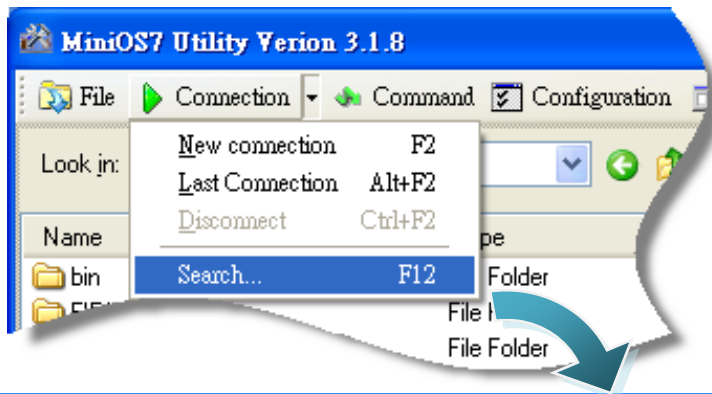 MiniOS7 Utility Verion 3.1.8
File Connection Command Configuration
Look in:
New connection F2
Last Connection Alt+F2
Disconnect Ctrl+F2
Search... F12
Name
bin Folder
File
File Folder